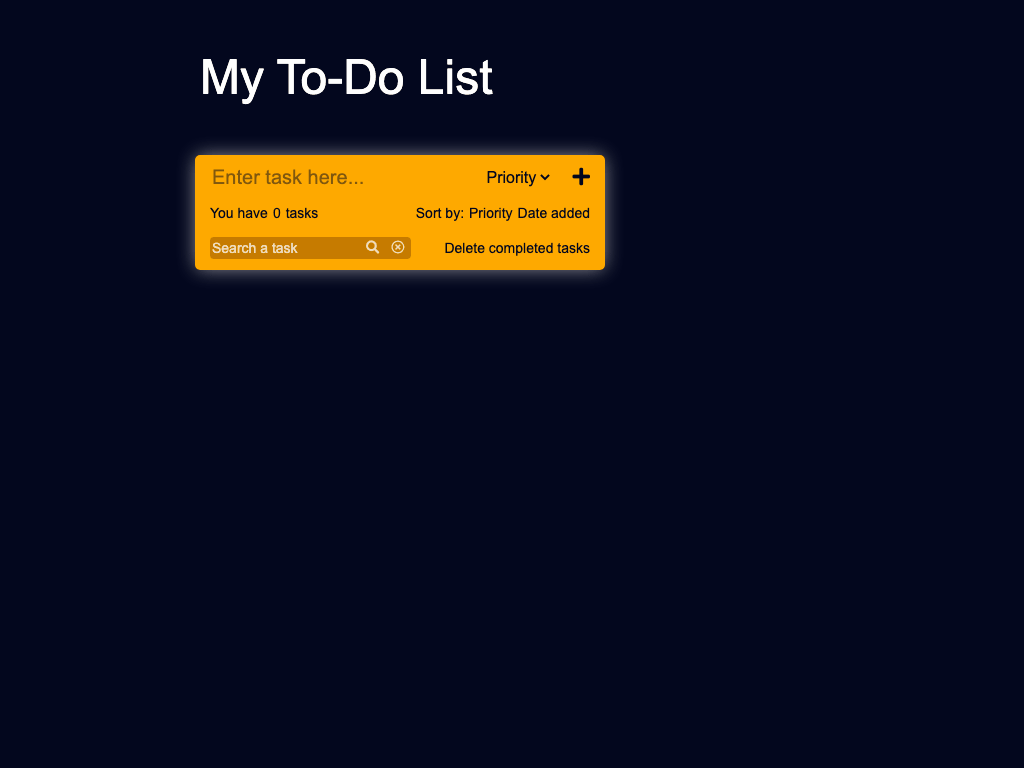 My To-Do List
Enter task here... Priority
You have 0 tasks Sort by: Priority Date added
Search a task Delete completed tasks